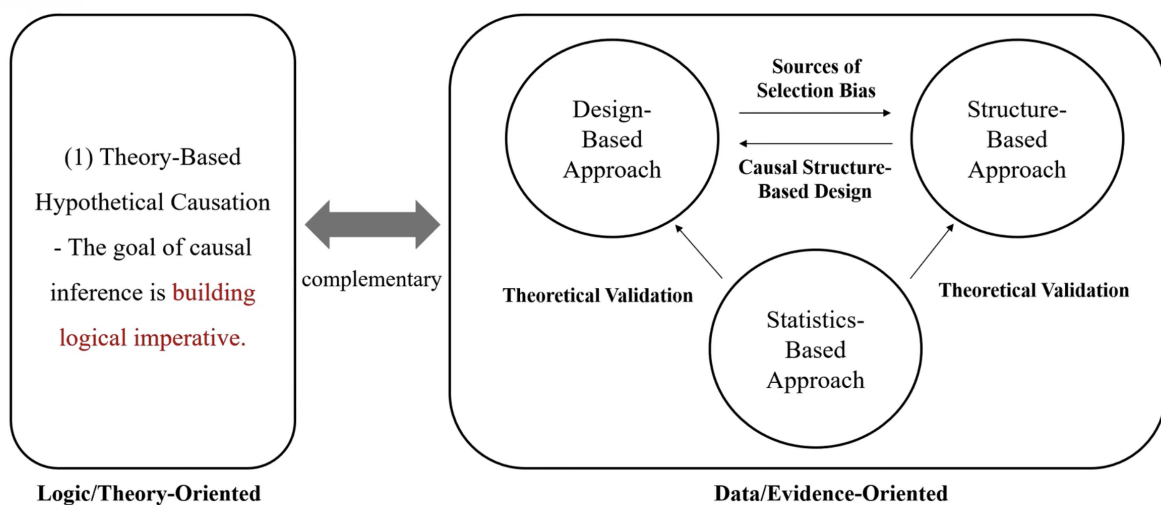 (1) Theory-Based
Hypothetical Causation
- The goal of causal
inference is building
logical imperative.
Logic/Theory-Oriented
complementary
Design-
Based
Approach
Sources of
Selection Bias
Causal Structure-
Based Design
Structure-
Based
Approach
Theoretical Validation
Theoretical Validation
Statistics-
Based
Approach
Data/Evidence-Oriented